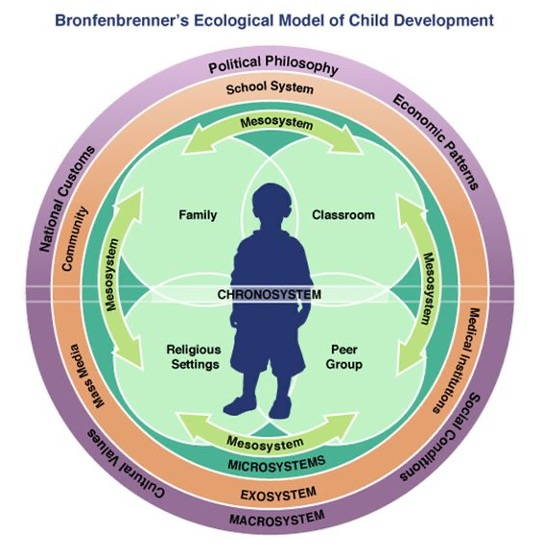 Bronfenbrenner's Ecological Model of Child Development
Political Philosophy
School System
Economic Patterns
National Customs
Community
Mesosystem
Family
Classroom
Mesosystem
Mesosystem
CHRONOSYSTEM
Religious
Settings
Peer
Group
Mass Media
Medical Institutions
Cultural Values
Social Conditions
Mesosystem
MICROSYSTEMS
EXOSYSTEM
MACROSYSTEM